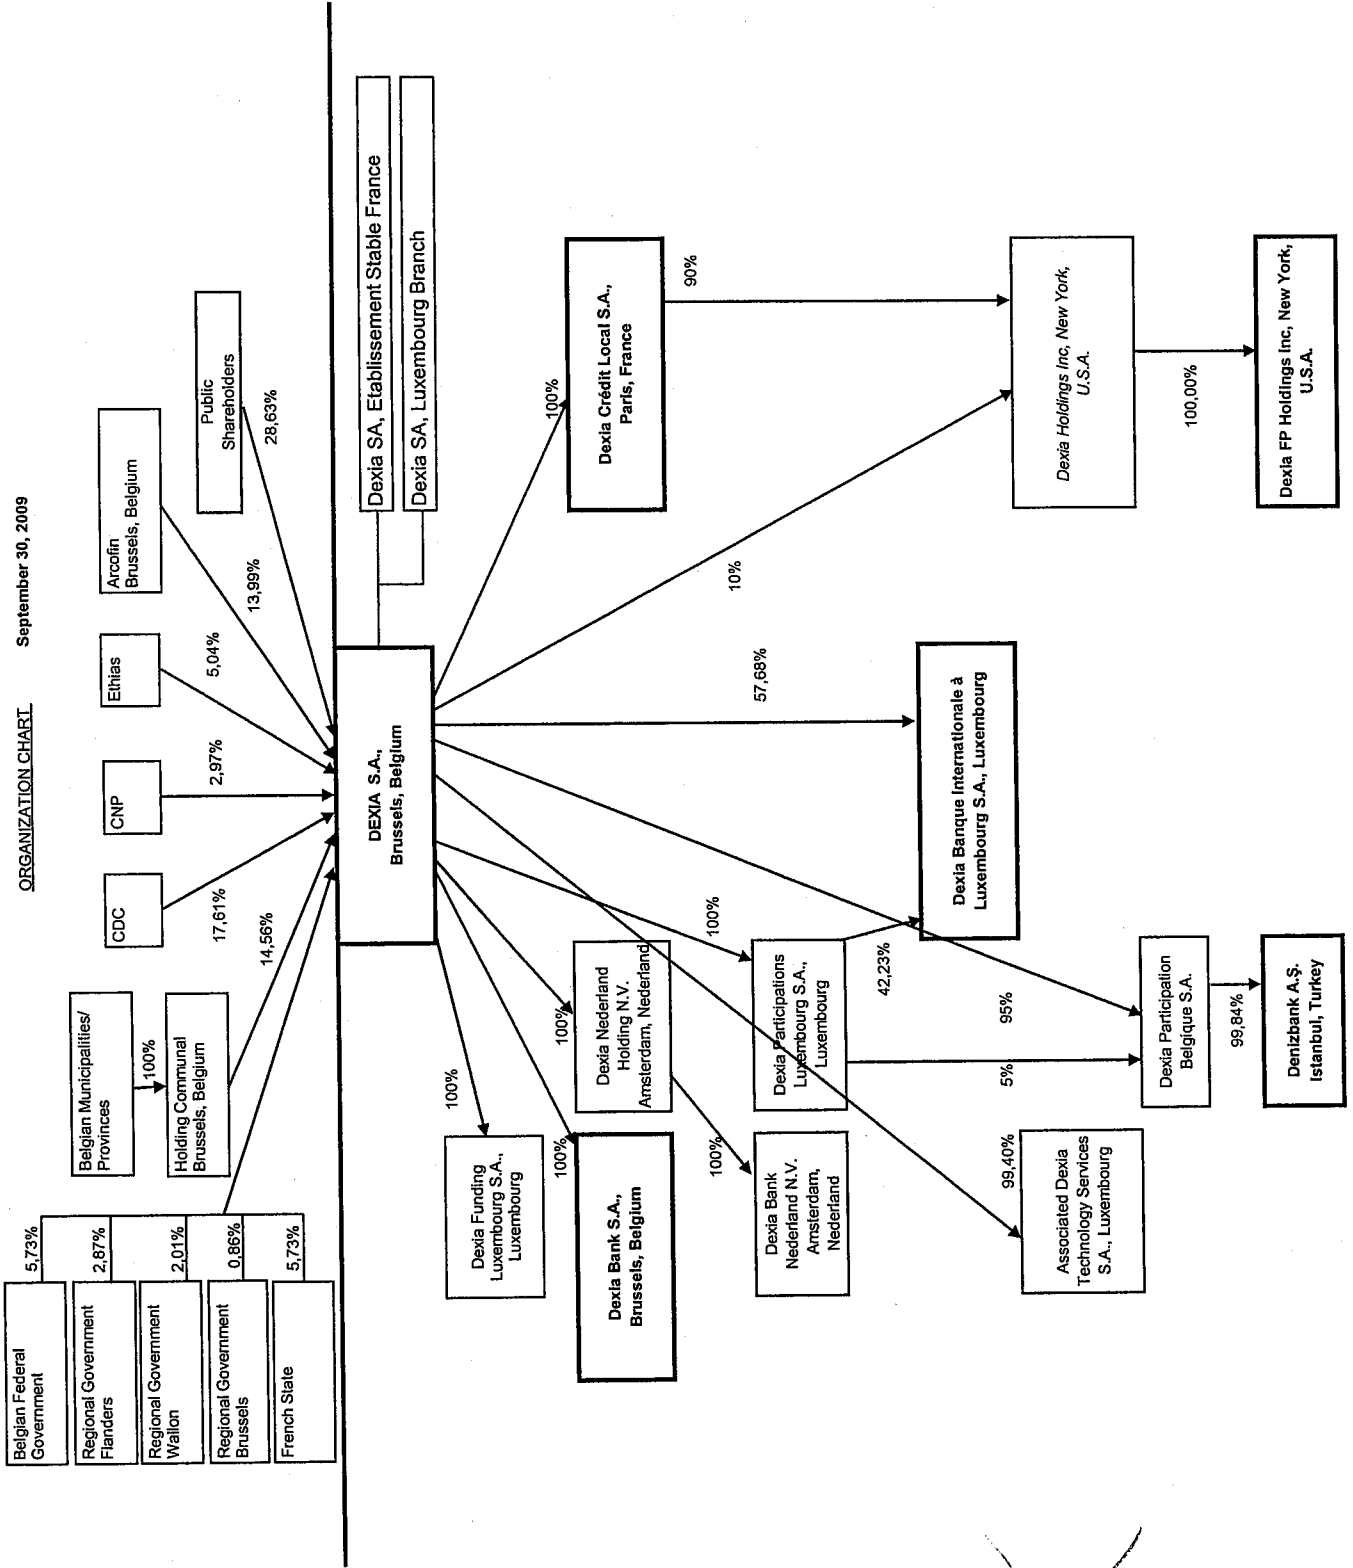 ORGANIZATION CHART
September 30, 2009
Belgian Federal
Government
5,73%
Regional Government
Flanders
2,87%
Regional Government
Wallon
2,01%
Regional Government
Brussels
0,86%
French State
5,73%
Belgian Municipalities/
Provinces
100%
Holding Communal
Brussels, Belgium
14,56%
CDC
17,61%
CNP
2,97%
Ethias
5,04%
Arcofin
Brussels, Belgium
13,99%
Public
Shareholders
28,63%
DEXIA S.A.,
Brussels, Belgium
Dexia SA, Etablissement Stable France
Dexia SA, Luxembourg Branch
100%
Dexia Funding
Luxembourg S.A.,
Luxembourg
100%
Dexia Bank S.A.,
Brussels, Belgium
100%
Dexia Nederland
Holding N.V.
Amsterdam, Nederland
100%
Dexia Crédit Local S.A.,
Paris, France
100%
Dexia Bank
Nederland N.V.
Amsterdam,
Nederland
100%
Dexia Participations
Luxembourg S.A.,
Luxembourg
57,68%
10%
90%
42,23%
Dexia Banque Internationale à
Luxembourg S.A., Luxembourg
99,40%
Associated Dexia
Technology Services
S.A., Luxembourg
5%
95%
Dexia Holdings Inc, New York,
U.S.A.
Dexia Participation
Belgique S.A.
99,84%
100,00%
Denizbank A.Ş.
Istanbul, Turkey
Dexia FP Holdings Inc, New York,
U.S.A.